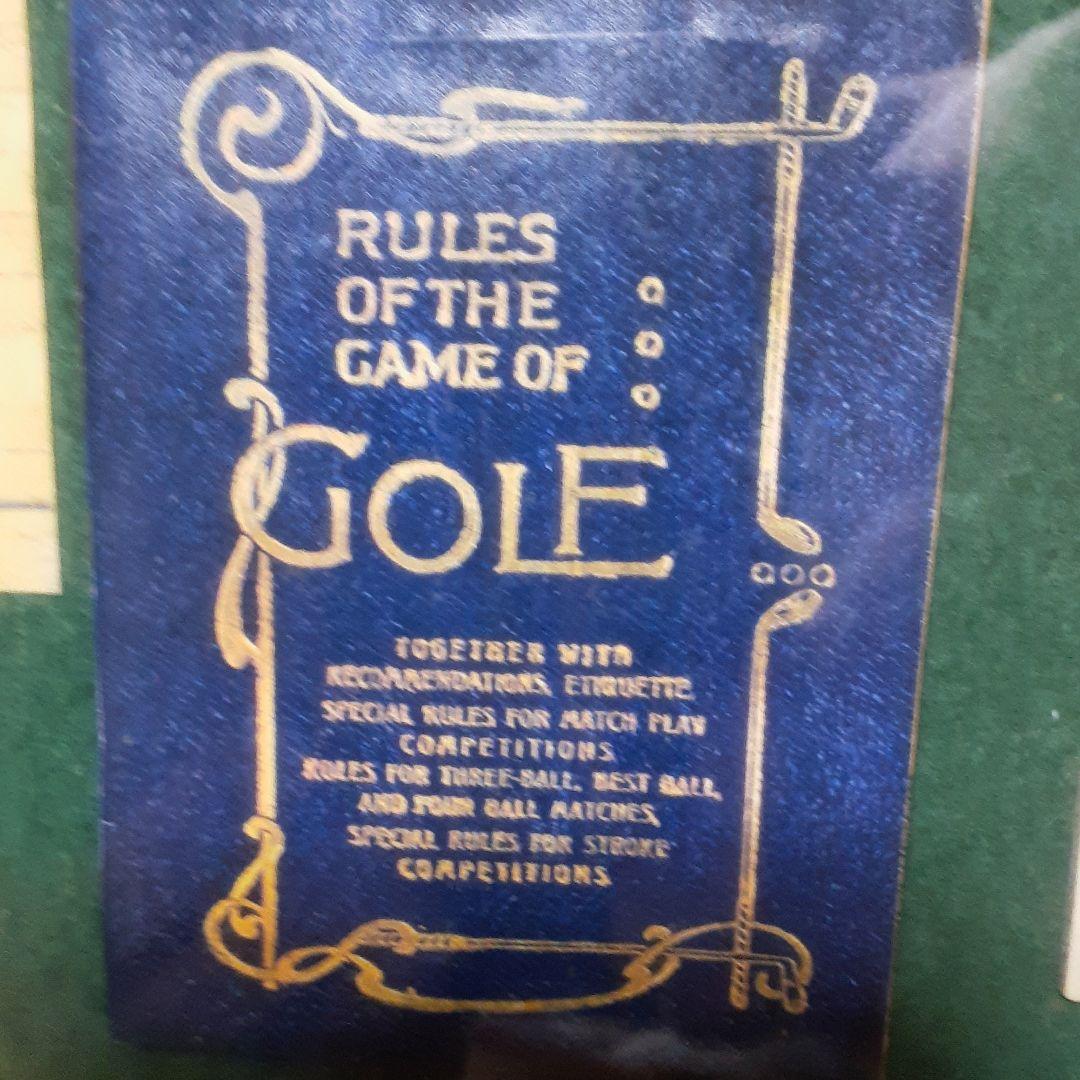 RULES
OF THE
GAME OF
GOLF
TOGETHER WITH
RECOMMENDATIONS, ETIQUETTE,
SPECIAL RULES FOR MATCH PLAY
COMPETITIONS,
RULES FOR THREE-BALL, BEST BALL,
AND FOUR BALL MATCHES,
SPECIAL RULES FOR STROKE
COMPETITIONS.